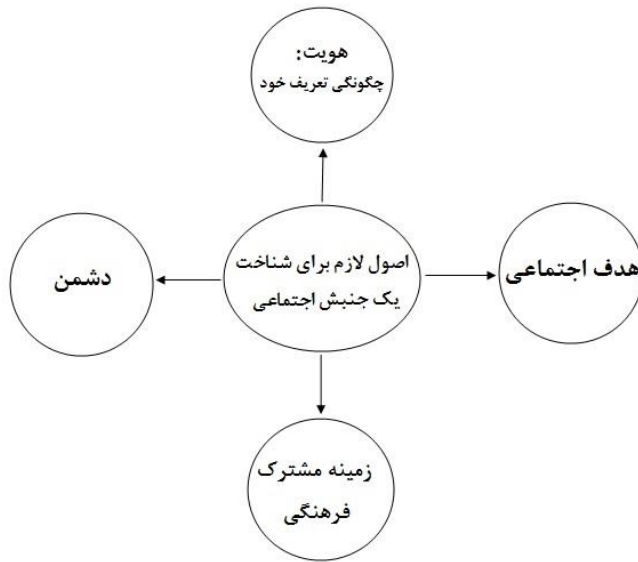 هویت:
چگونگی تعریف خود
اصول لازم برای شناخت
یک جنبش اجتماعی
هدف اجتماعی
دشمن
زمینه مشترک
فرهنگی